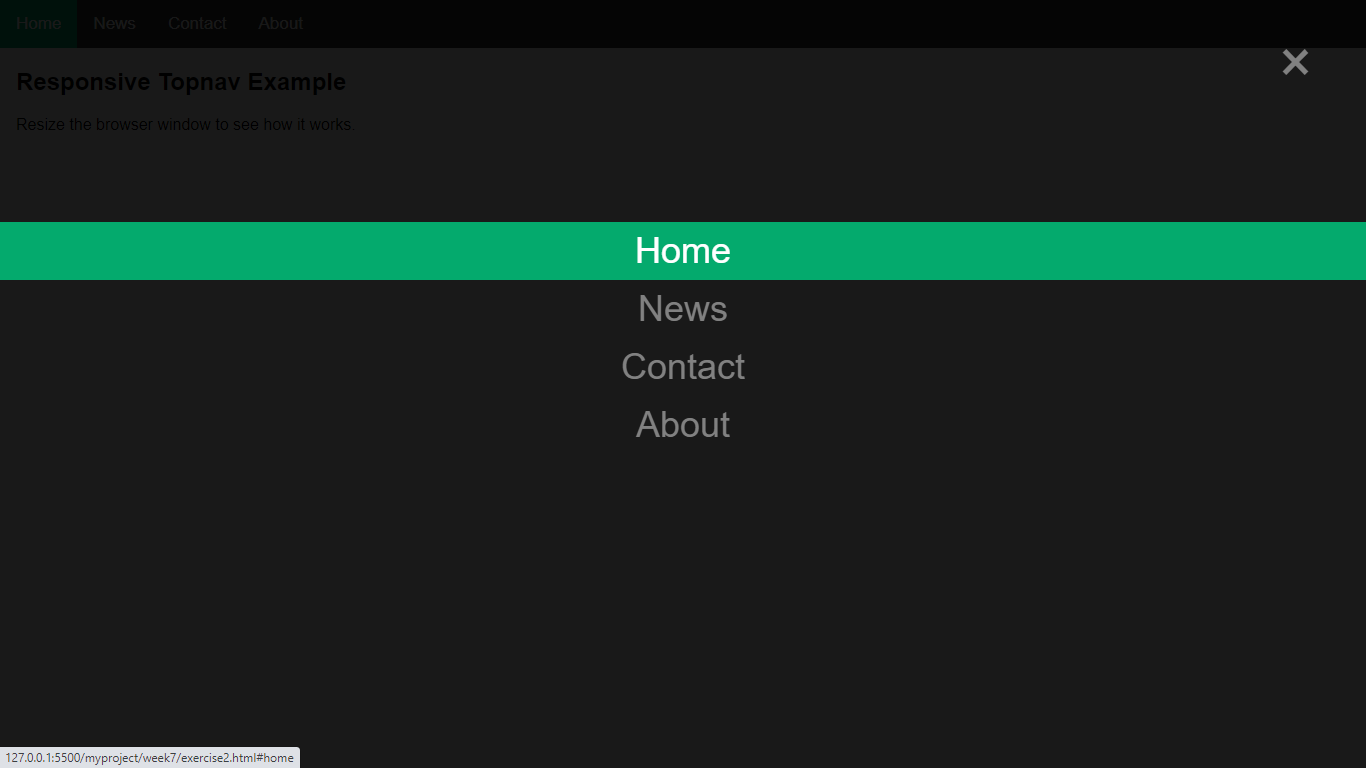 Home News Contact About
×
Responsive Topnav Example
Resize the browser window to see how it works.
Home
News
Contact
About
127.0.0.1:5500/myproject/week7/exercise2.html#home